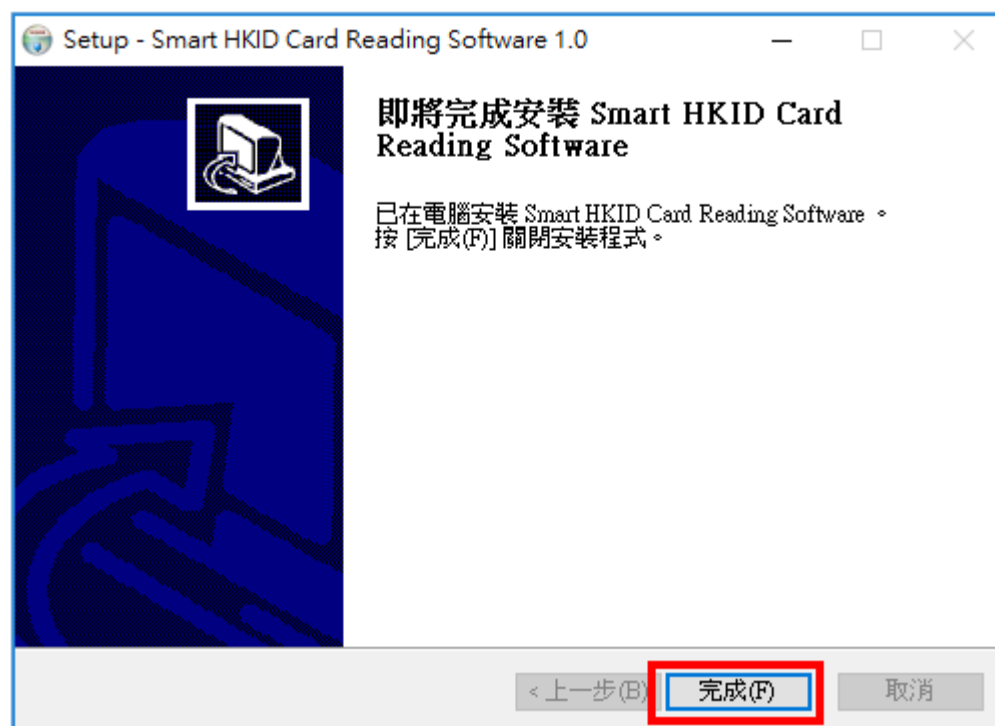 Setup - Smart HKID Card Reading Software 1.0
即將完成安裝 Smart HKID Card
Reading Software
已在電腦安裝 Smart HKID Card Reading Software 。
按 [完成(F)] 關閉安裝程式。
< 上一步(B) 完成(F) 取消